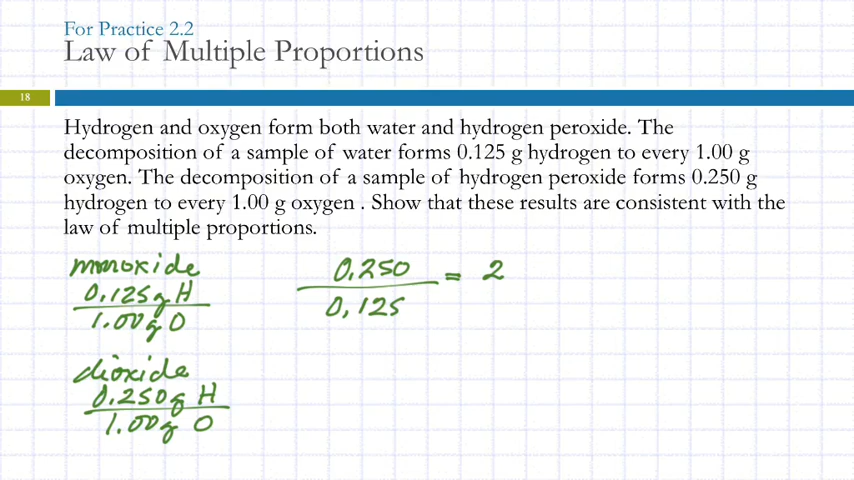 For Practice 2.2
Law of Multiple Proportions
18
Hydrogen and oxygen form both water and hydrogen peroxide. The
decomposition of a sample of water forms 0.125 g hydrogen to every 1.00 g
oxygen. The decomposition of a sample of hydrogen peroxide forms 0.250 g
hydrogen to every 1.00 g oxygen . Show that these results are consistent with the
law of multiple proportions.
monoxide
0.125g H
1.00g O
0.250
0.125
= 2
dioxide
0.250g H
1.00g O